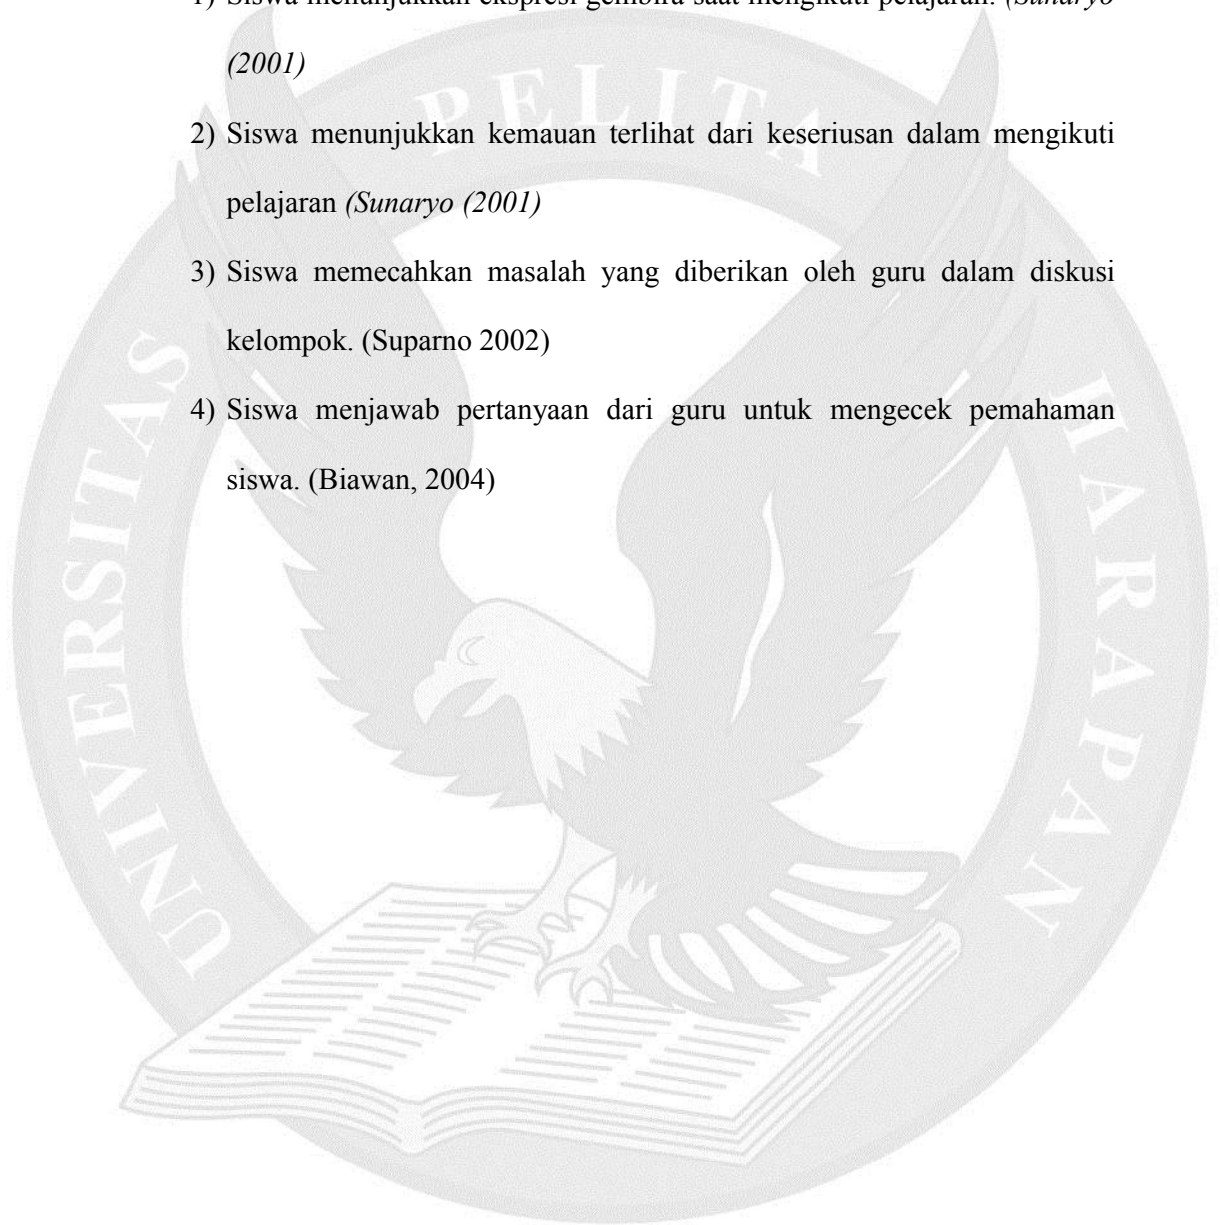 1) Siswa menunjukkan ekspresi gembira saat mengikuti pelajaran. (Sunaryo
(2001)
2) Siswa menunjukkan kemauan terlihat dari keseriusan dalam mengikuti
pelajaran (Sunaryo (2001)
3) Siswa memecahkan masalah yang diberikan oleh guru dalam diskusi
kelompok. (Suparno 2002)
4) Siswa menjawab pertanyaan dari guru untuk mengecek pemahaman
siswa. (Biawan, 2004)
UNIVERSITAS PELITA HARAPAN